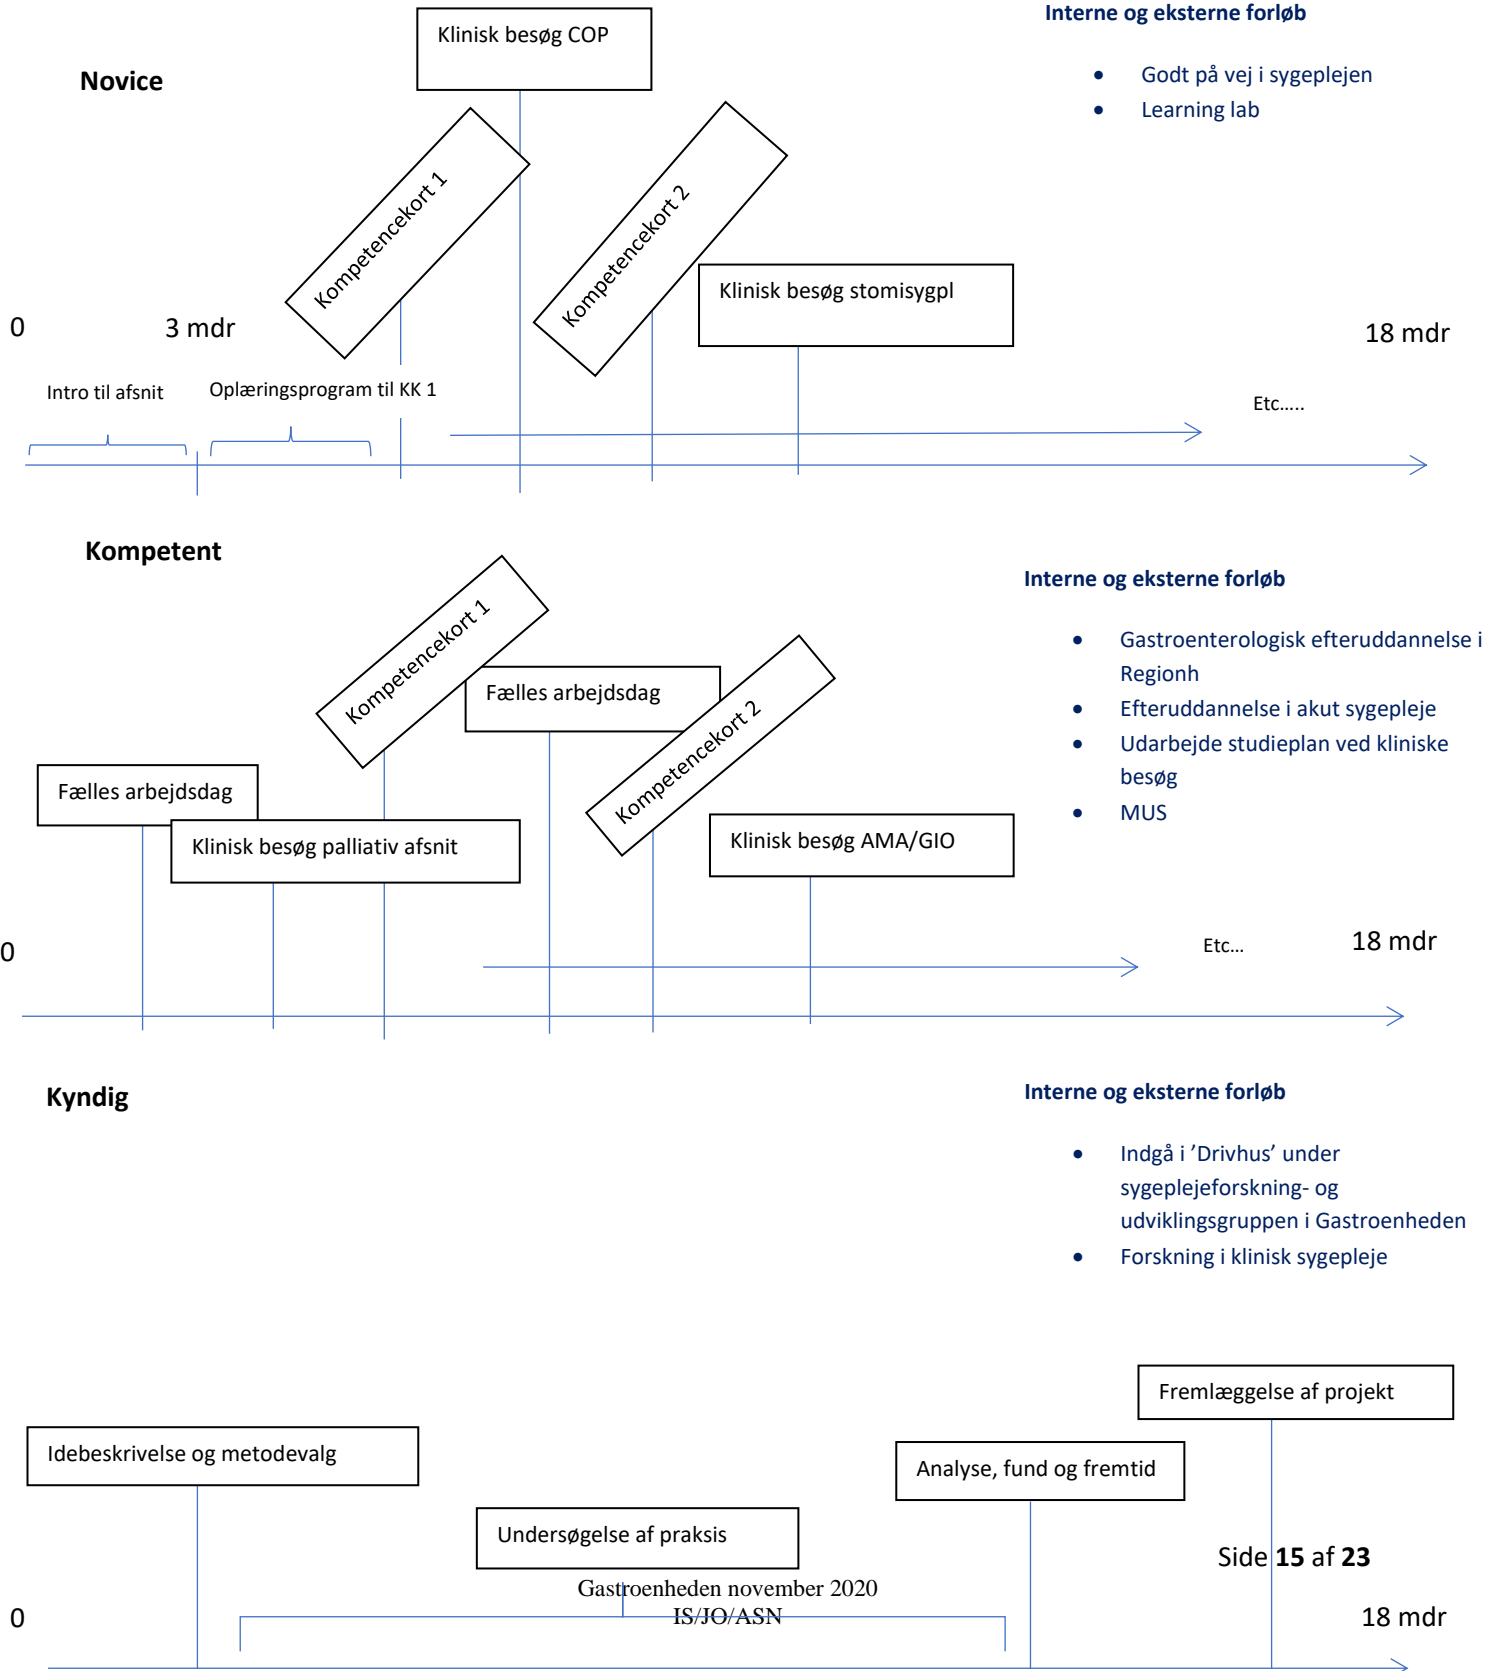 Novice
Klinisk besøg COP
Interne og eksterne forløb
Godt på vej i sygeplejen
Learning lab
Kompetencekort 1
Kompetencekort 2
Klinisk besøg stomisygpl
0
3 mdr
18 mdr
Intro til afsnit
Oplæringsprogram til KK 1
Etc.....
Kompetent
Interne og eksterne forløb
Gastroenterologisk efteruddannelse i
Regionh
Efteruddannelse i akut sygepleje
Udarbejde studieplan ved kliniske
besøg
MUS
Fælles arbejdsdag
Klinisk besøg palliativ afsnit
Kompetencekort 1
Fælles arbejdsdag
Kompetencekort 2
Klinisk besøg AMA/GIO
0
Etc...
18 mdr
Kyndig
Interne og eksterne forløb
Indgå i ’Drivhus’ under
sygeplejeforskning- og
udviklingsgruppen i Gastroenheden
Forskning i klinisk sygepleje
Idebeskrivelse og metodevalg
Undersøgelse af praksis
Analyse, fund og fremtid
Fremlæggelse af projekt
Side 15 af 23
Gastroenheden november 2020
IS/JO/ASN
0
18 mdr